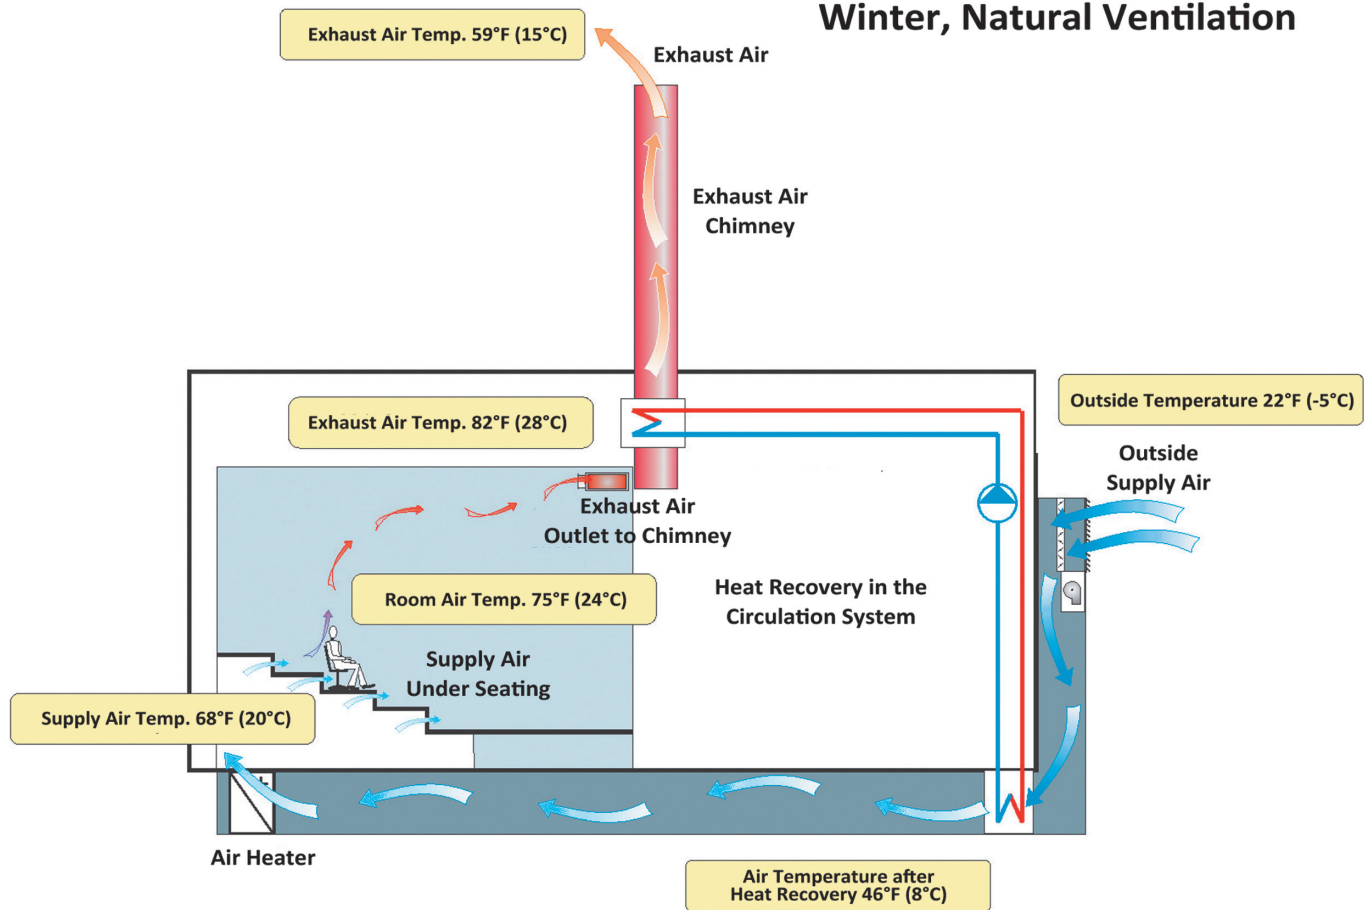 Winter, Natural Ventilation
Exhaust Air Temp. 59°F (15°C)
Exhaust Air
Exhaust Air
Chimney
Exhaust Air Temp. 82°F (28°C)
Outside Temperature 22°F (-5°C)
Outside
Supply Air
Exhaust Air
Outlet to Chimney
Room Air Temp. 75°F (24°C)
Heat Recovery in the
Circulation System
Supply Air
Under Seating
Supply Air Temp. 68°F (20°C)
Air Heater
Air Temperature after
Heat Recovery 46°F (8°C)